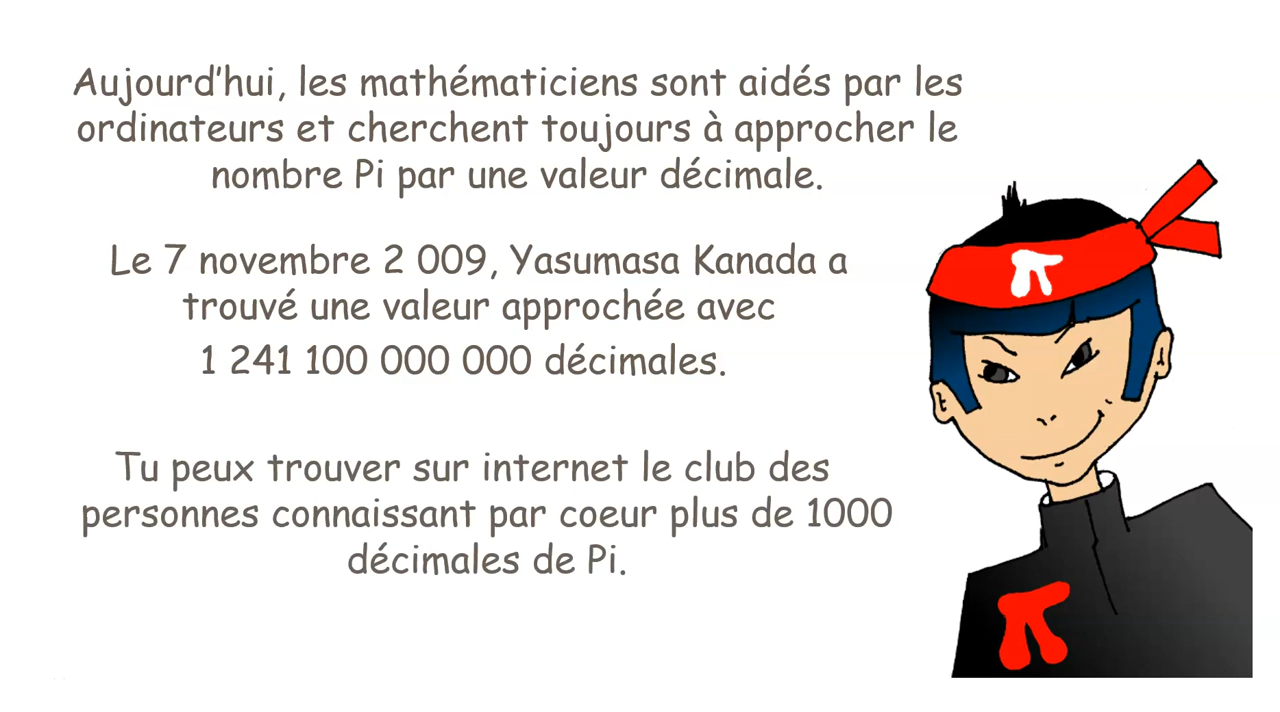 Aujourd'hui, les mathématiciens sont aidés par les
ordinateurs et cherchent toujours à approcher le
nombre Pi par une valeur décimale.
Le 7 novembre 2 009, Yasumasa Kanada a
trouvé une valeur approchée avec
1 241 100 000 000 décimales.
Tu peux trouver sur internet le club des
personnes connaissant par coeur plus de 1000
décimales de Pi.
π
π